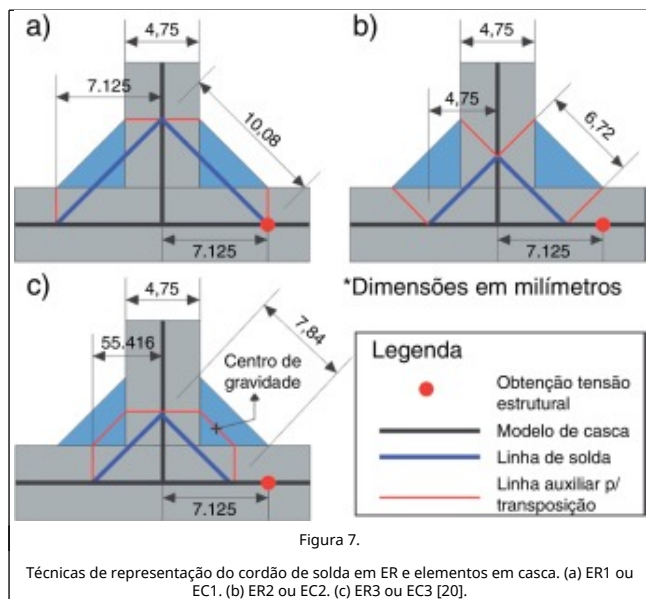 a)
4,75
7.125
10,08
7.125
b)
4,75
4,75
6,72
7.125
*Dimensões em milímetros
c)
4,75
55.416
7,84
Centro de
gravidade
7.125
Legenda
Obtenção tensão
estrutural
Modelo de casca
Linha de solda
Linha auxiliar p/
transposição
Figura 7.
Técnicas de representação do cordão de solda em ER e elementos em casca. (a) ER1 ou
EC1. (b) ER2 ou EC2. (c) ER3 ou EC3 [20].